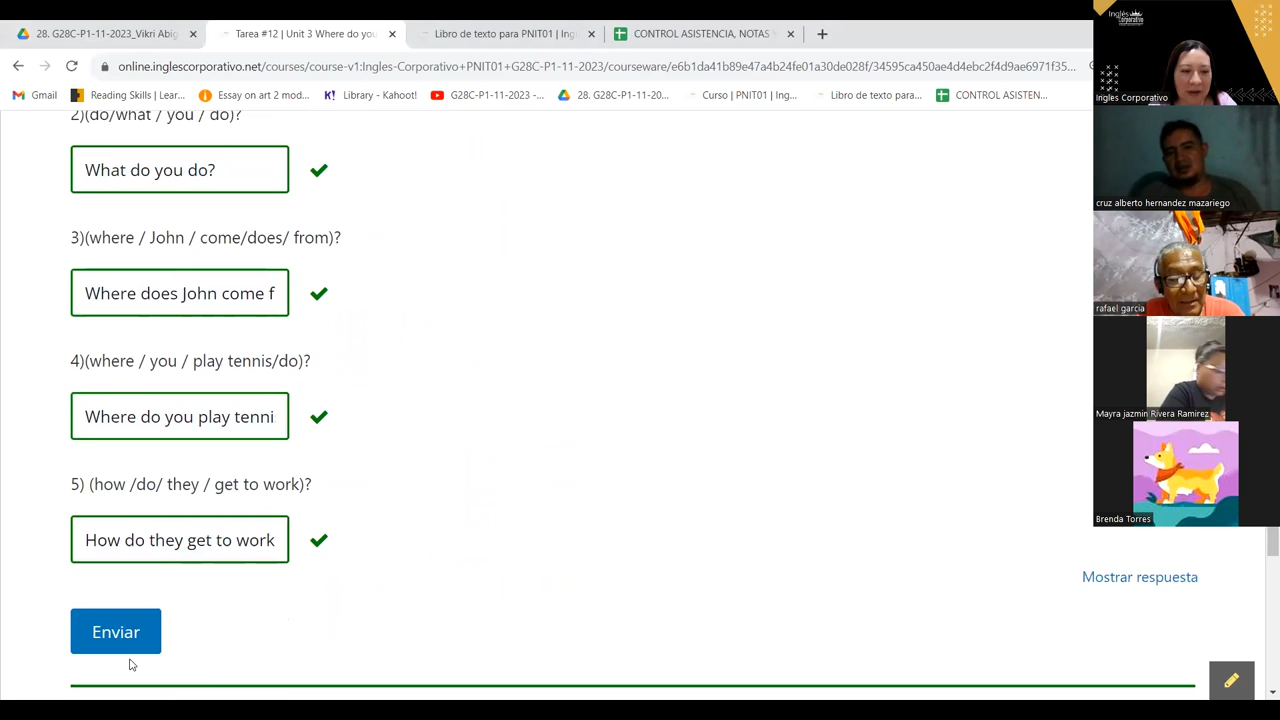 28. G28C-P1-11-2023_Vikri Abig
Tarea #12 | Unit 3 Where do you
Libro de texto para PNIT01 | Ing
CONTROL ASISTENCIA, NOTAS
online.inglescorporativo.net/courses/course-v1:Ingles-Corporativo+PNIT01+G28C-P1-11-2023/courseware/e6b1da41b89e47a4b24fe01a30de028f/34595ca450ae4d4ebc2f4d9ae6971f35...
Gmail
Reading Skills | Lear...
Essay on art 2 mod...
Library - Kahoot!
G28C-P1-11-2023 -...
28. G28C-P1-11-20...
Curso | PNIT01 | Ing...
Libro de texto para...
CONTROL ASISTEN...
2)(do/what / you / do)?
What do you do?
3)(where / John / come/does/ from)?
Where does John come f
4)(where / you / play tennis/do)?
Where do you play tenni
5) (how /do/ they / get to work)?
How do they get to work
Mostrar respuesta
Enviar
Inglés
Corporativo
Ingles Corporativo
cruz alberto hernandez mazariego
rafael garcia
Mayra jazmin Rivera Ramirez
Brenda Torres